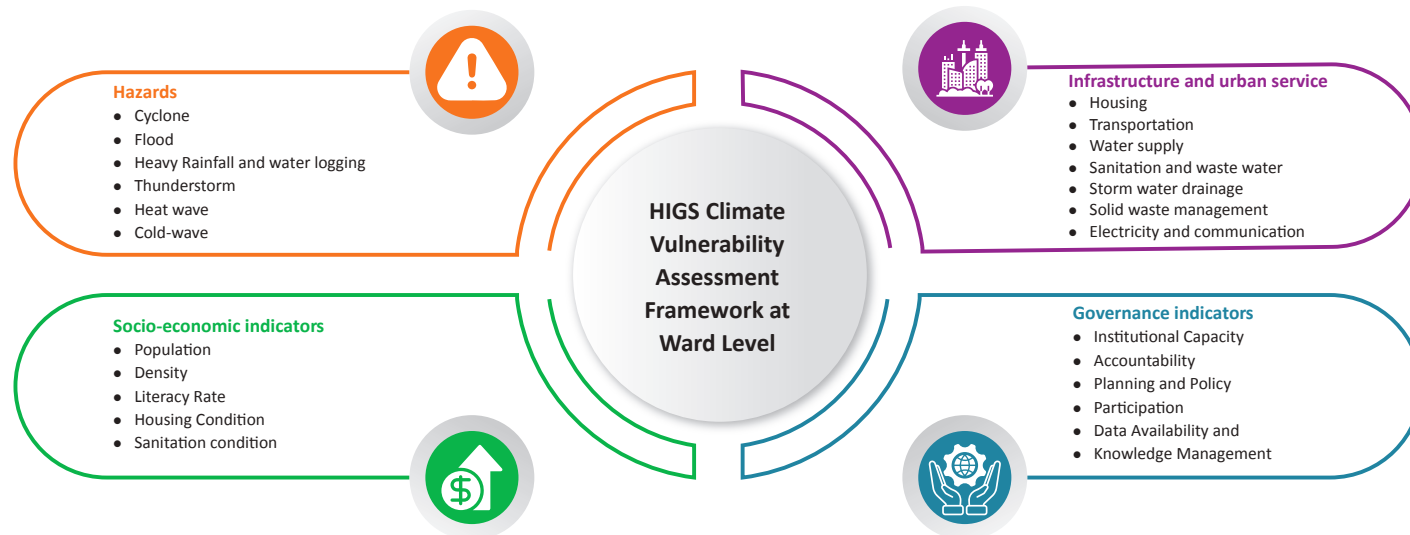 Hazards
Cyclone
Flood
Heavy Rainfall and water logging
Thunderstorm
Heat wave
Cold-wave
Infrastructure and urban service
Housing
Transportation
Water supply
Sanitation and waste water
Storm water drainage
Solid waste management
Electricity and communication
HIGS Climate
Vulnerability
Assessment
Framework at
Ward Level
Socio-economic indicators
Population
Density
Literacy Rate
Housing Condition
Sanitation condition
$
Governance indicators
Institutional Capacity
Accountability
Planning and Policy
Participation
Data Availability and
Knowledge Management